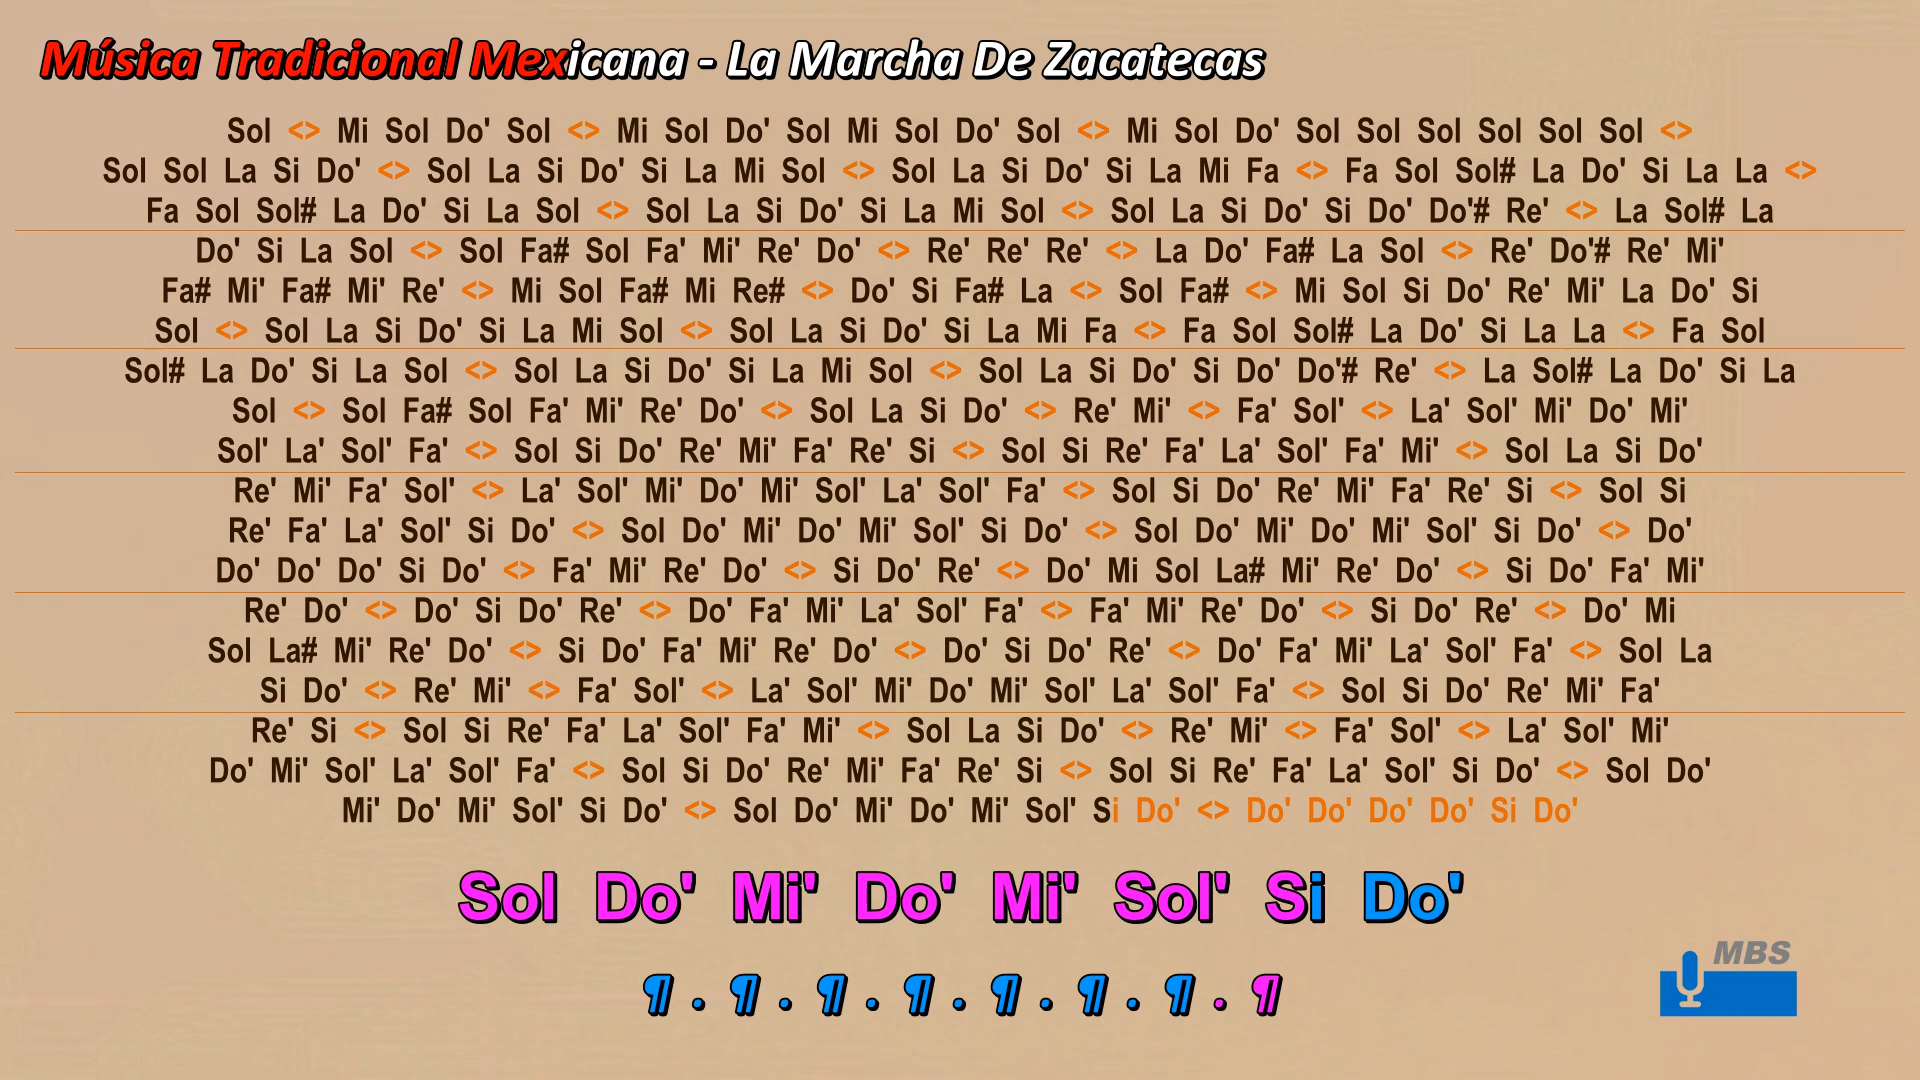 Música Tradicional Mexicana - La Marcha De Zacatecas
Sol <> Mi Sol Do' Sol <> Mi Sol Do' Sol Mi Sol Do' Sol <> Mi Sol Do' Sol Sol Sol Sol Sol Sol <>
Sol Sol La Si Do' <> Sol La Si Do' Si La Mi Sol <> Sol La Si Do' Si La Mi Fa <> Fa Sol Sol# La Do' Si La La <>
Fa Sol Sol# La Do' Si La Sol <> Sol La Si Do' Si La Mi Sol <> Sol La Si Do' Si Do' Do'# Re' <> La Sol# La
Do' Si La Sol <> Sol Fa# Sol Fa' Mi' Re' Do' <> Re' Re' Re' <> La Do' Fa# La Sol <> Re' Do'# Re' Mi'
Fa# Mi' Fa# Mi' Re' <> Mi Sol Fa# Mi Re# <> Do' Si Fa# La <> Sol Fa# <> Mi Sol Si Do' Re' Mi' La Do' Si
Sol <> Sol La Si Do' Si La Mi Sol <> Sol La Si Do' Si La Mi Fa <> Fa Sol Sol# La Do' Si La La <> Fa Sol
Sol# La Do' Si La Sol <> Sol La Si Do' Si La Mi Sol <> Sol La Si Do' Si Do' Do'# Re' <> La Sol# La Do' Si La
Sol <> Sol Fa# Sol Fa' Mi' Re' Do' <> Sol La Si Do' <> Re' Mi' <> Fa' Sol' <> La' Sol' Mi' Do' Mi'
Sol' La' Sol' Fa' <> Sol Si Do' Re' Mi' Fa' Re' Si <> Sol Si Re' Fa' La' Sol' Fa' Mi' <> Sol La Si Do'
Re' Mi' Fa' Sol' <> La' Sol' Mi' Do' Mi' Sol' La' Sol' Fa' <> Sol Si Do' Re' Mi' Fa' Re' Si <> Sol Si
Re' Fa' La' Sol' Si Do' <> Sol Do' Mi' Do' Mi' Sol' Si Do' <> Sol Do' Mi' Do' Mi' Sol' Si Do' <> Do'
Do' Do' Do' Si Do' <> Fa' Mi' Re' Do' <> Si Do' Re' <> Do' Mi Sol La# Mi' Re' Do' <> Si Do' Fa' Mi'
Re' Do' <> Do' Si Do' Re' <> Do' Fa' Mi' La' Sol' Fa' <> Fa' Mi' Re' Do' <> Si Do' Re' <> Do' Mi
Sol La# Mi' Re' Do' <> Si Do' Fa' Mi' Re' Do' <> Do' Si Do' Re' <> Do' Fa' Mi' La' Sol' Fa' <> Sol La
Si Do' <> Re' Mi' <> Fa' Sol' <> La' Sol' Mi' Do' Mi' Sol' La' Sol' Fa' <> Sol Si Do' Re' Mi' Fa'
Re' Si <> Sol Si Re' Fa' La' Sol' Fa' Mi' <> Sol La Si Do' <> Re' Mi' <> Fa' Sol' <> La' Sol' Mi'
Do' Mi' Sol' La' Sol' Fa' <> Sol Si Do' Re' Mi' Fa' Re' Si <> Sol Si Re' Fa' La' Sol' Si Do' <> Sol Do'
Mi' Do' Mi' Sol' Si Do' <> Sol Do' Mi' Do' Mi' Sol' Si Do' <> Do' Do' Do' Do' Si Do'
Sol Do' Mi' Do' Mi' Sol' Si Do'
¶ . ¶ . ¶ . ¶ . ¶ . ¶ . ¶ . ¶
MBS